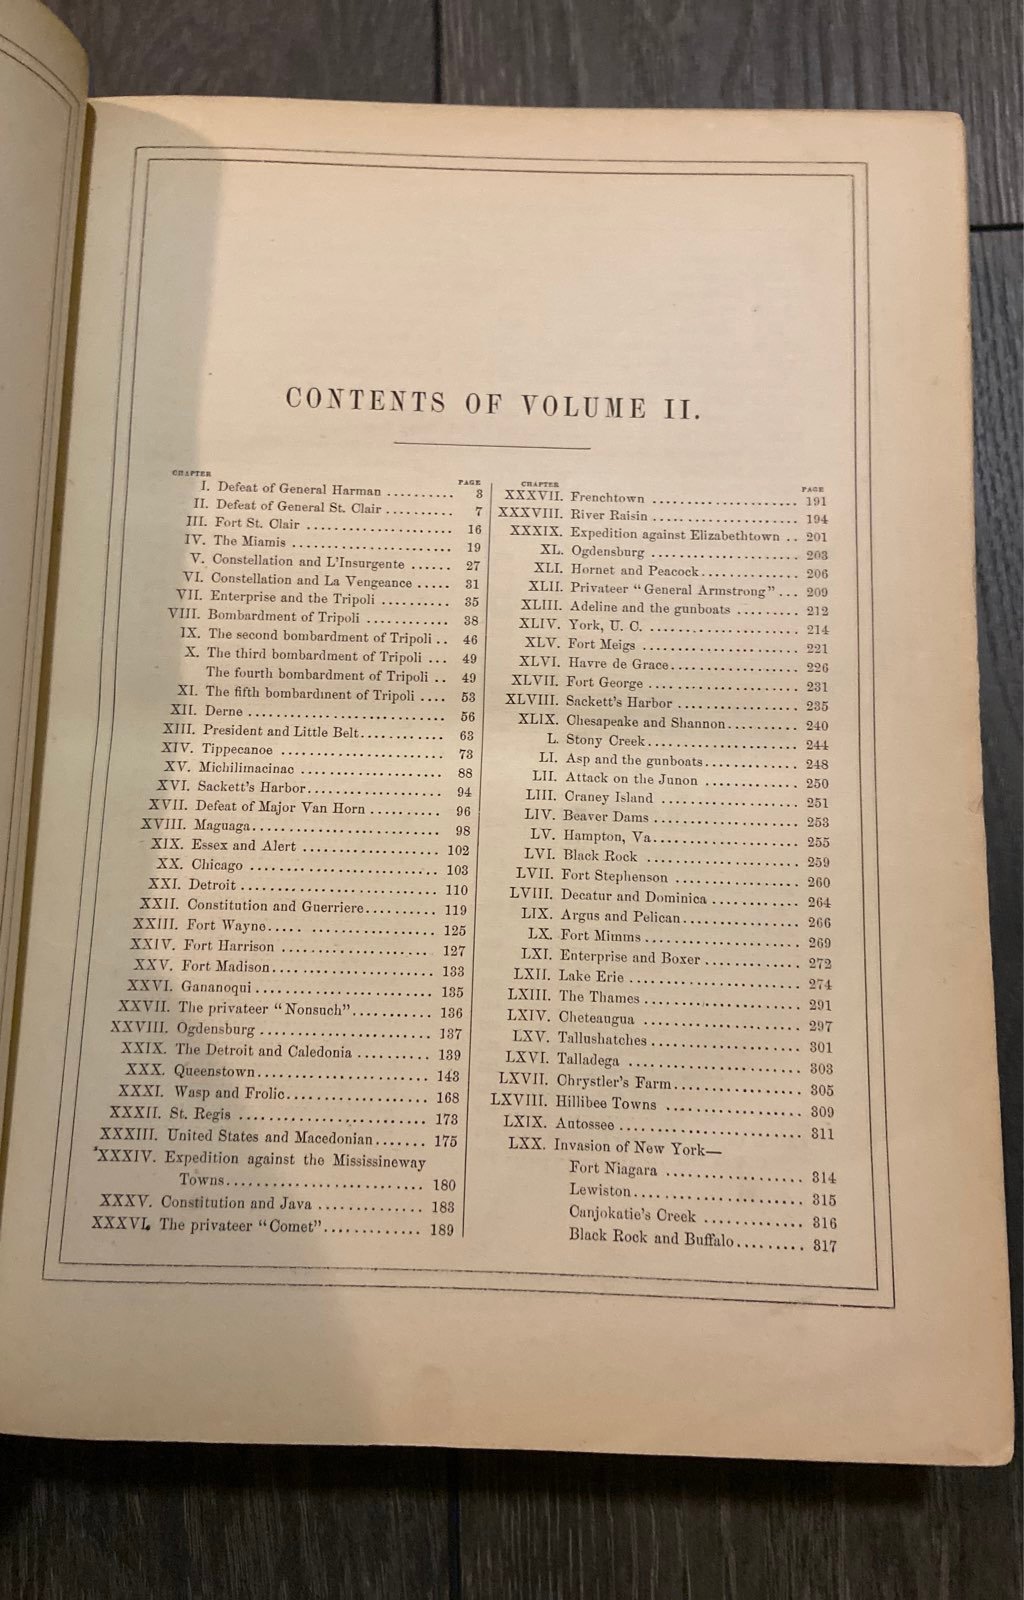 CONTENTS OF VOLUME II.
CHAPTER PAGE
I. Defeat of General Harman .......... 3
II. Defeat of General St. Clair .......... 7
III. Fort St. Clair ..................... 16
IV. The Miamis ....................... 19
V. Constellation and L'Insurgente ...... 27
VI. Constellation and La Vengeance ..... 31
VII. Enterprise and the Tripoli .......... 35
VIII. Bombardment of Tripoli ............ 38
IX. The second bombardment of Tripoli .. 46
X. The third bombardment of Tripoli ... 49
The fourth bombardment of Tripoli .. 49
XI. The fifth bombardment of Tripoli .... 53
XII. Derne ............................ 56
XIII. President and Little Belt............ 63
XIV. Tippecanoe ....................... 73
XV. Michilimacinac .................... 88
XVI. Sackett's Harbor.................... 94
XVII. Defeat of Major Van Horn .......... 96
XVIII. Maguaga........................... 98
XIX. Essex and Alert ................... 102
XX. Chicago .......................... 103
XXI. Detroit ............................ 110
XXII. Constitution and Guerriere.......... 119
XXIII. Fort Wayne..... .................. 125
XXIV. Fort Harrison ..................... 127
XXV. Fort Madison....................... 133
XXVI. Gananoqui ......................... 135
XXVII. The privateer "Nonsuch"........... 136
XXVIII. Ogdensburg ........................ 137
XXIX. The Detroit and Caledonia .......... 139
XXX. Queenstown........................ 143
XXXI. Wasp and Frolic.................... 168
XXXII. St. Regis .......................... 173
XXXIII. United States and Macedonian....... 175
XXXIV. Expedition against the Mississineway
Towns........................... 180
XXXV. Constitution and Java .............. 183
XXXVI. The privateer "Comet"............. 189
CHAPTER PAGE
XXXVII. Frenchtown ...................... 191
XXXVIII. River Raisin ...................... 194
XXXIX. Expedition against Elizabethtown .. 201
XL. Ogdensburg ...................... 203
XLI. Hornet and Peacock............... 206
XLII. Privateer "General Armstrong"... 209
XLIII. Adeline and the gunboats ......... 212
XLIV. York, U. C. ...................... 214
XLV. Fort Meigs ....................... 221
XLVI. Havre de Grace................... 226
XLVII. Fort George ...................... 231
XLVIII. Sackett's Harbor .................. 235
XLIX. Chesapeake and Shannon.......... 240
L. Stony Creek...................... 244
LI. Asp and the gunboats.............. 248
LII. Attack on the Junon .............. 250
LIII. Craney Island .................... 251
LIV. Beaver Dams ..................... 253
LV. Hampton, Va..................... 255
LVI. Black Rock ...................... 259
LVII. Fort Stephenson .................. 260
LVIII. Decatur and Dominica ............ 264
LIX. Argus and Pelican................ 266
LX. Fort Mimms ...................... 269
LXI. Enterprise and Boxer ............. 272
LXII. Lake Erie ........................ 274
LXIII. The Thames ...................... 291
LXIV. Cheteaugua ...................... 297
LXV. Tallushatches .................... 301
LXVI. Talladega ........................ 303
LXVII. Chrystler's Farm.................. 305
LXVIII. Hillibee Towns ................... 309
LXIX. Autossee ......................... 311
LXX. Invasion of New York—
Fort Niagara .................... 314
Lewiston........................ 315
Canjokatie's Creek ............. 316
Black Rock and Buffalo......... 317